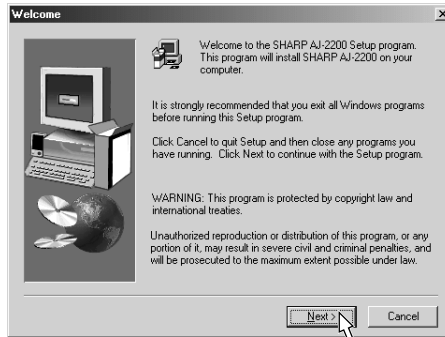 Welcome
Welcome to the SHARP AJ-2200 Setup program.
This program will install SHARP AJ-2200 on your
computer.
It is strongly recommended that you exit all Windows programs
before running this Setup program.
Click Cancel to quit Setup and then close any programs you
have running. Click Next to continue with the Setup program.
WARNING: This program is protected by copyright law and
international treaties.
Unauthorized reproduction or distribution of this program, or any
portion of it, may result in severe civil and criminal penalties, and
will be prosecuted to the maximum extent possible under law.
Next >
Cancel